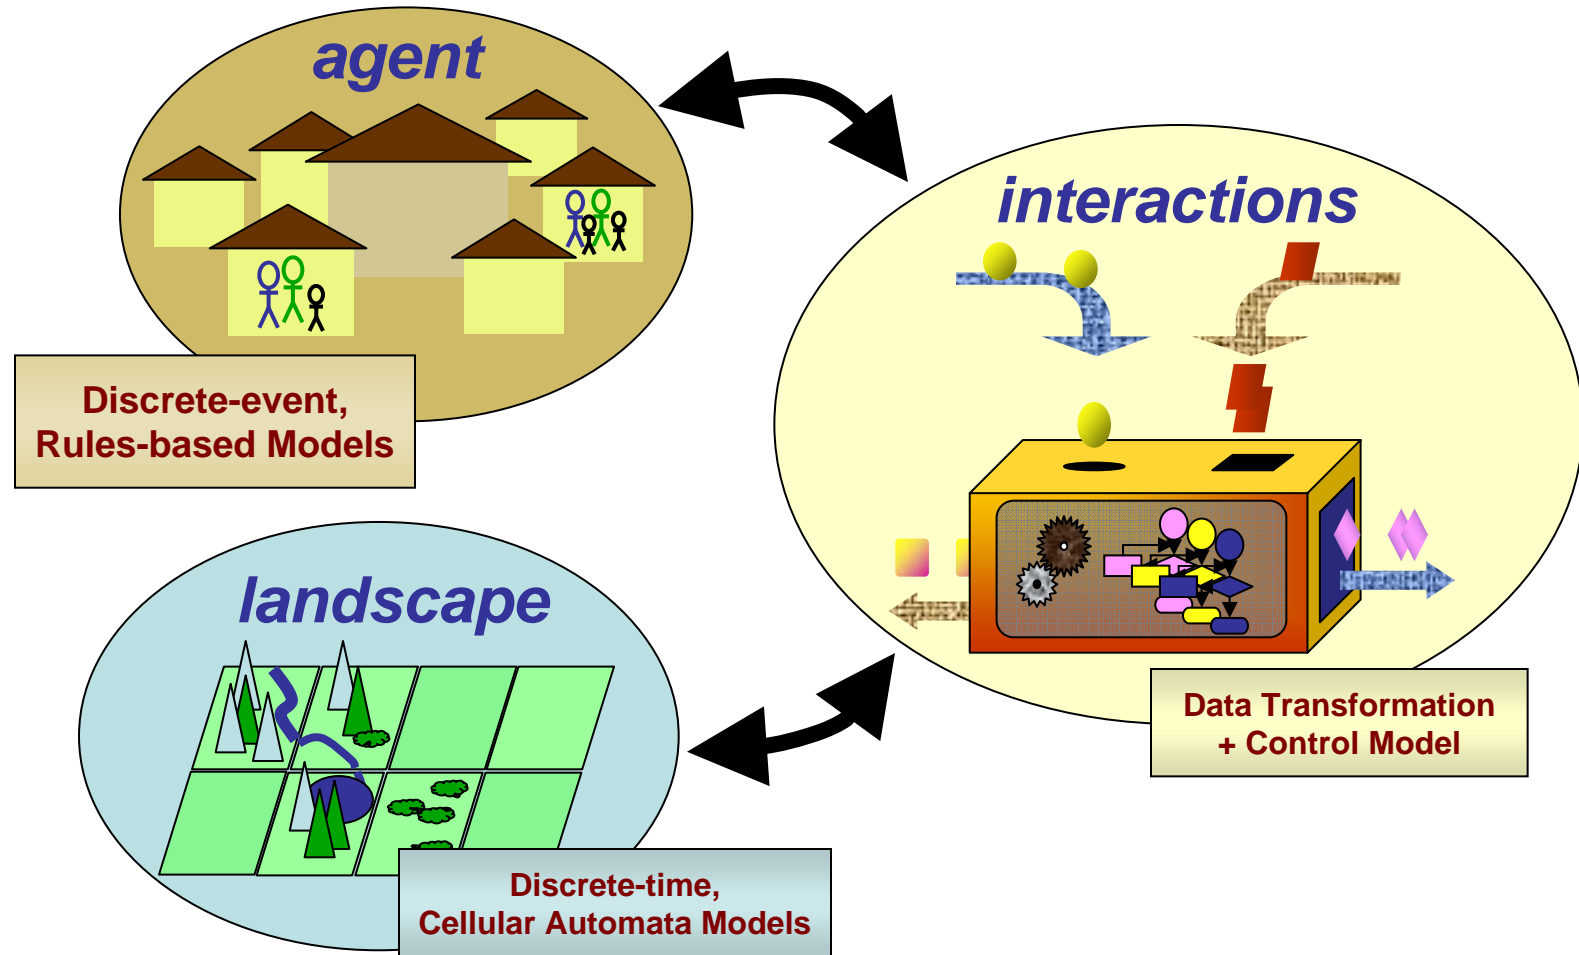 agent
Discrete-event,
Rules-based Models
interactions
Data Transformation
+ Control Model
landscape
Discrete-time,
Cellular Automata Models